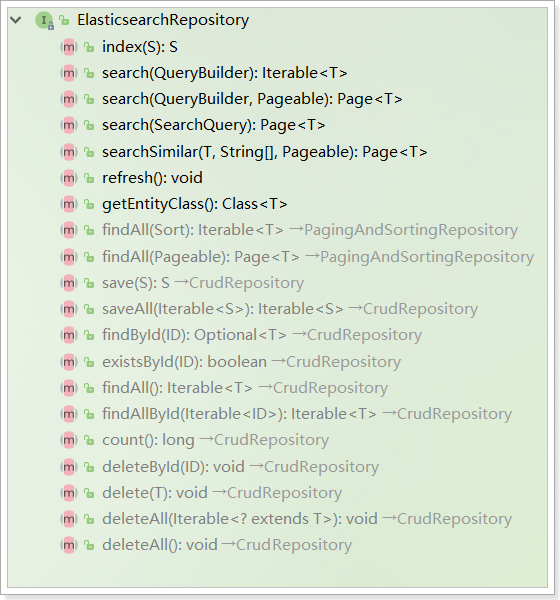 ElasticsearchRepository
index(S): S
search(QueryBuilder): Iterable<T>
search(QueryBuilder, Pageable): Page<T>
search(SearchQuery): Page<T>
searchSimilar(T, String[], Pageable): Page<T>
refresh(): void
getEntityClass(): Class<T>
findAll(Sort): Iterable<T> →PagingAndSortingRepository
findAll(Pageable): Page<T> →PagingAndSortingRepository
save(S): S →CrudRepository
saveAll(Iterable<S>): Iterable<S> →CrudRepository
findById(ID): Optional<T> →CrudRepository
existsById(ID): boolean →CrudRepository
findAll(): Iterable<T> →CrudRepository
findAllById(Iterable<ID>): Iterable<T> →CrudRepository
count(): long →CrudRepository
deleteById(ID): void →CrudRepository
delete(T): void →CrudRepository
deleteAll(Iterable<? extends T>): void →CrudRepository
deleteAll(): void →CrudRepository